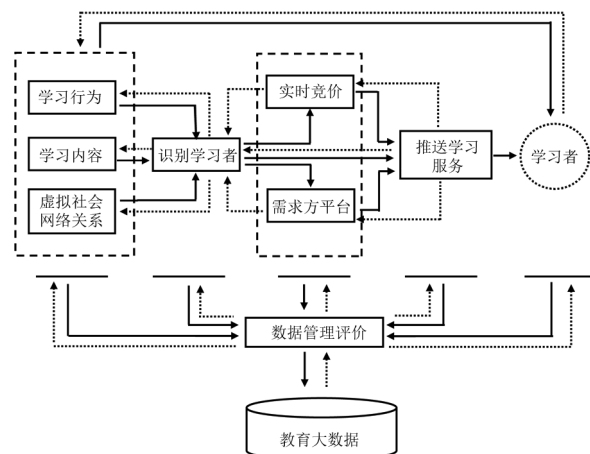 学习行为
学习内容
虚拟社会
网络关系
识别学习者
实时竞价
需求方平台
推送学习
服务
学习者
数据管理评价
教育大数据